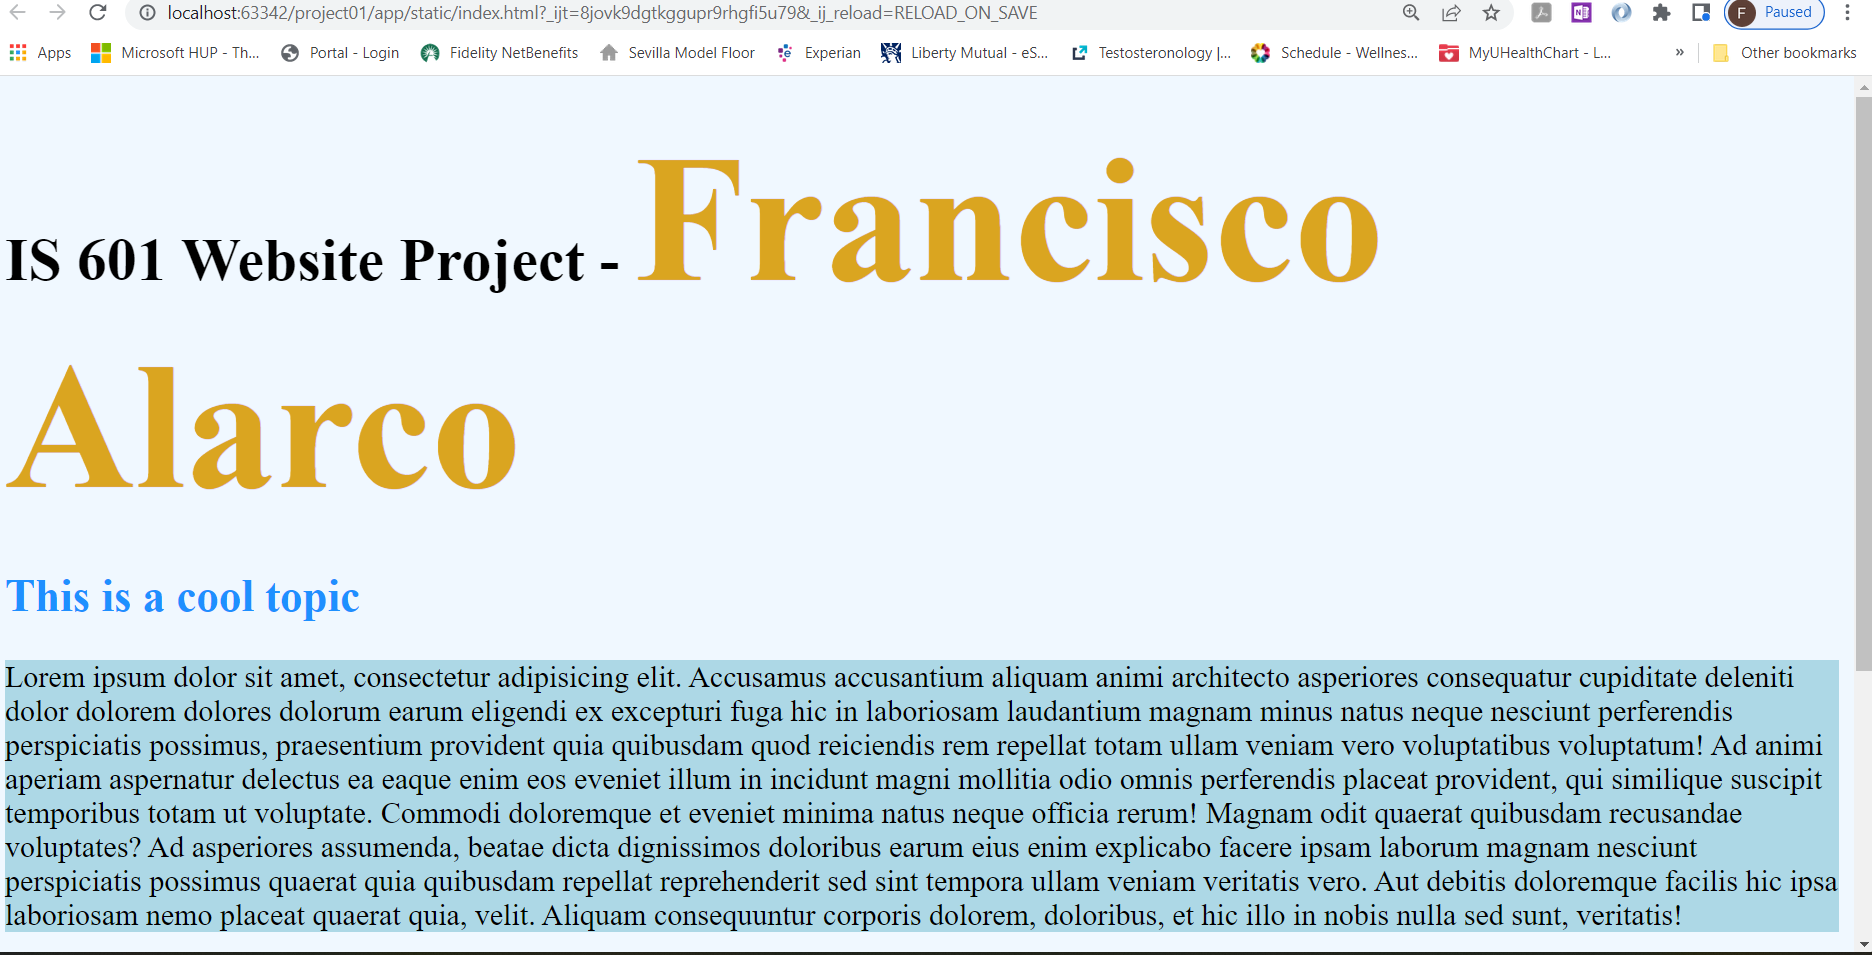 localhost:63342/project01/app/static/index.html?_ijt=8jovk9dgtkggupr9rhgfi5u79&_ij_reload=RELOAD_ON_SAVE
F Paused
Apps Microsoft HUP - Th... Portal - Login Fidelity NetBenefits Sevilla Model Floor Experian Liberty Mutual - eS... Testosteronology |... Schedule - Wellnes... MyUHealthChart - L... » Other bookmarks
IS 601 Website Project - Francisco
Alarco
This is a cool topic
Lorem ipsum dolor sit amet, consectetur adipisicing elit. Accusamus accusantium aliquam animi architecto asperiores consequatur cupiditate deleniti
dolor dolorem dolores dolorum earum eligendi ex excepturi fuga hic in laboriosam laudantium magnam minus natus neque nesciunt perferendis
perspiciatis possimus, praesentium provident quia quibusdam quod reiciendis rem repellat totam ullam veniam vero voluptatibus voluptatum! Ad animi
aperiam aspernatur delectus ea eaque enim eos eveniet illum in incidunt magni mollitia odio omnis perferendis placeat provident, qui similique suscipit
temporibus totam ut voluptate. Commodi doloremque et eveniet minima natus neque officia rerum! Magnam odit quaerat quibusdam recusandae
voluptates? Ad asperiores assumenda, beatae dicta dignissimos doloribus earum eius enim explicabo facere ipsam laborum magnam nesciunt
perspiciatis possimus quaerat quia quibusdam repellat reprehenderit sed sint tempora ullam veniam veritatis vero. Aut debitis doloremque facilis hic ipsa
laboriosam nemo placeat quaerat quia, velit. Aliquam consequuntur corporis dolorem, doloribus, et hic illo in nobis nulla sed sunt, veritatis!